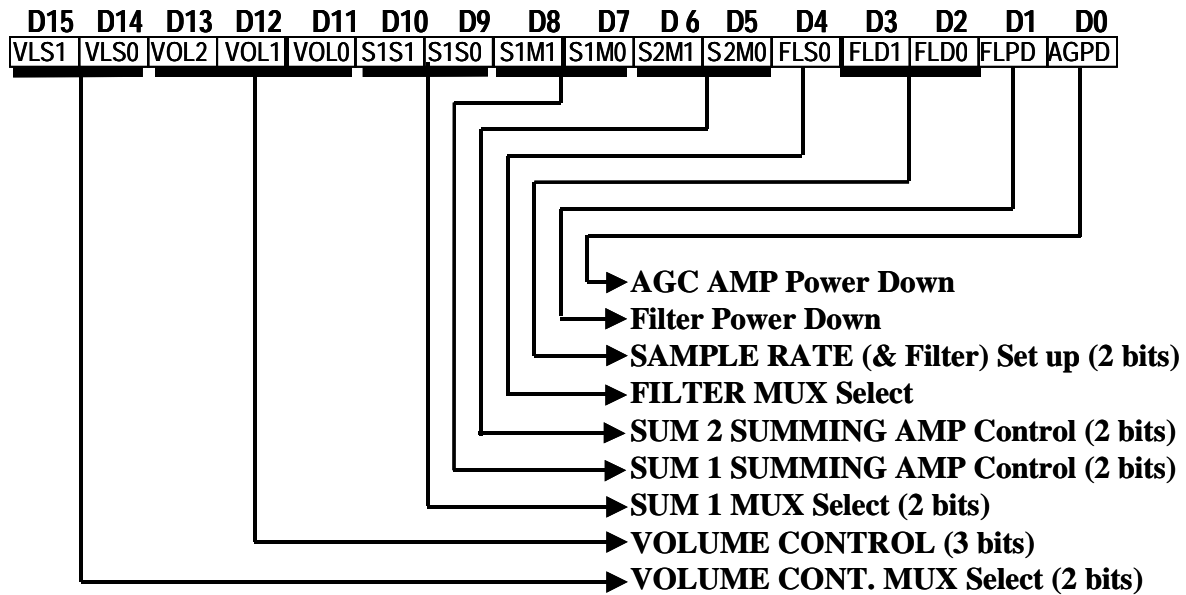 D15 D14 D13 D12 D11 D10 D9 D8 D7 D 6 D5 D4 D3 D2 D1 D0
VLS1 VLS0 VOL2 VOL1 VOL0 S1S1 S1S0 S1M1 S1M0 S2M1 S2M0 FLS0 FLD1 FLD0 FLPD AGPD
AGC AMP Power Down
Filter Power Down
SAMPLE RATE (& Filter) Set up (2 bits)
FILTER MUX Select
SUM 2 SUMMING AMP Control (2 bits)
SUM 1 SUMMING AMP Control (2 bits)
SUM 1 MUX Select (2 bits)
VOLUME CONTROL (3 bits)
VOLUME CONT. MUX Select (2 bits)